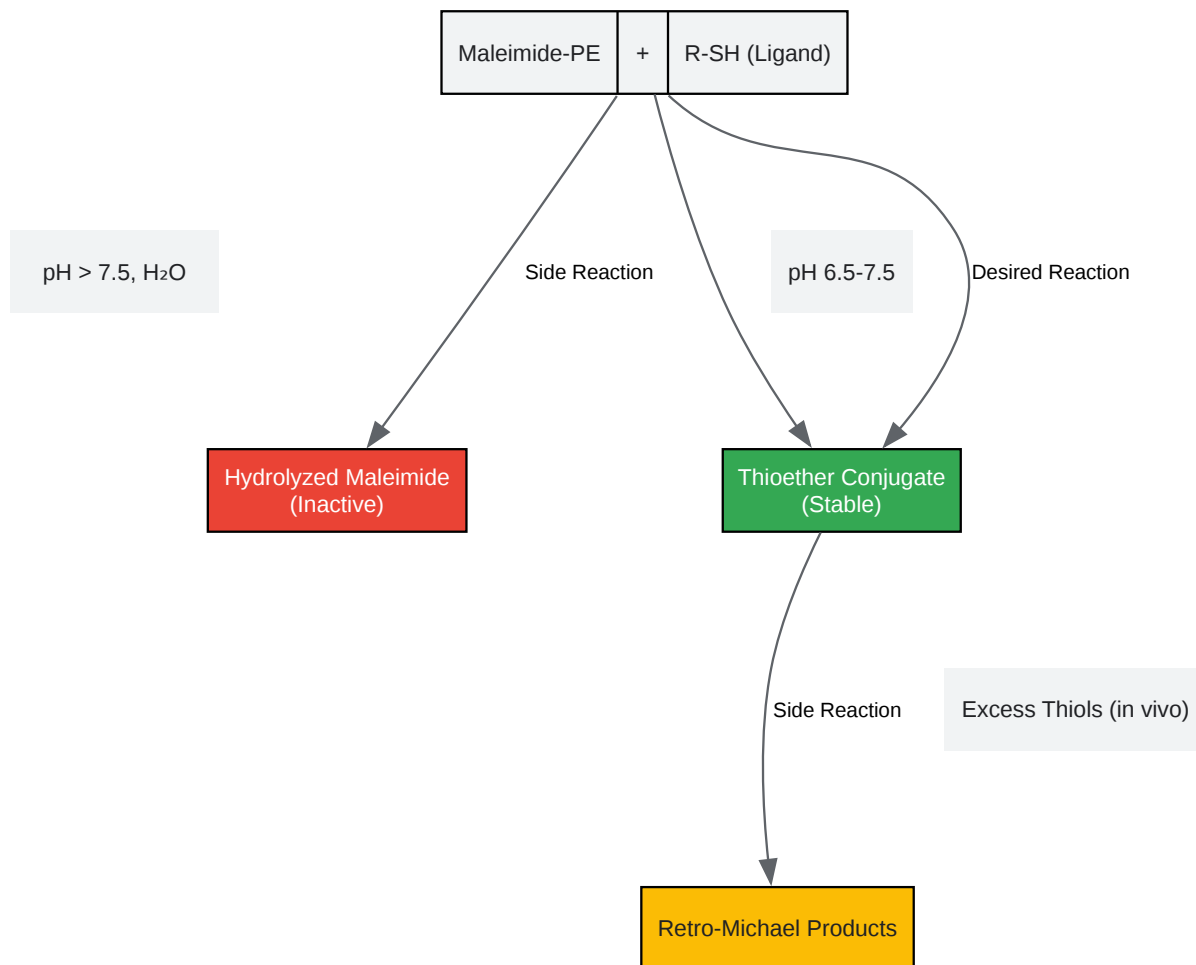 Maleimide-PE
+
R-SH (Ligand)
pH > 7.5, H₂O
Side Reaction
pH 6.5-7.5
Desired Reaction
Hydrolyzed Maleimide
(Inactive)
Thioether Conjugate
(Stable)
Side Reaction
Excess Thiols (in vivo)
Retro-Michael Products